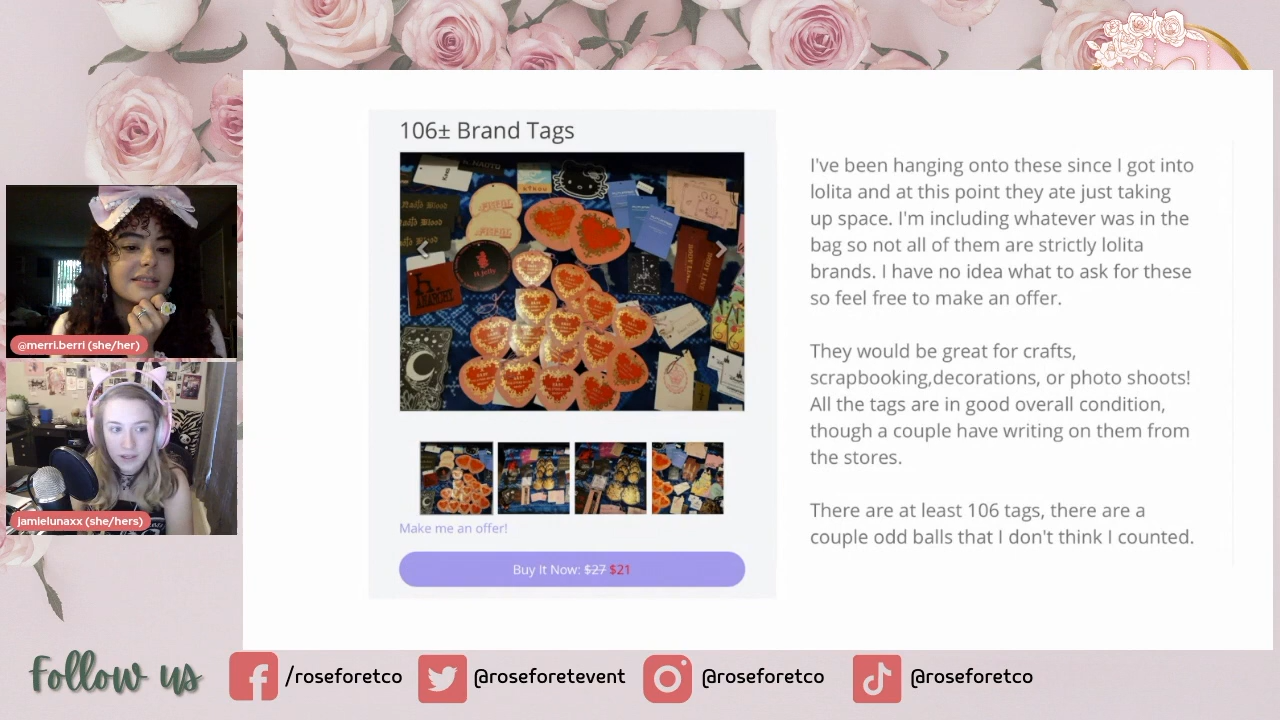 106± Brand Tags
I've been hanging onto these since I got into
lolita and at this point they ate just taking
up space. I'm including whatever was in the
bag so not all of them are strictly lolita
brands. I have no idea what to ask for these
so feel free to make an offer.
They would be great for crafts,
scrapbooking,decorations, or photo shoots!
All the tags are in good overall condition,
though a couple have writing on them from
the stores.
There are at least 106 tags, there are a
couple odd balls that I don't think I counted.
Make me an offer!
Buy It Now: $27 $21
@merri.berri (she/her)
jamielunaxx (she/hers)
Follow us
/roseforetco
@roseforetevent
@roseforetco
@roseforetco